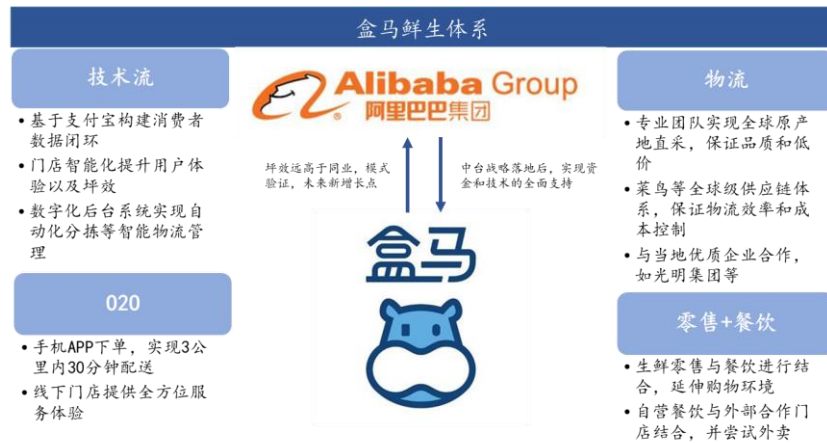 盒马鲜生体系
技术流
•基于支付宝构建消费者
数据闭环
•门店智能化提升用户体
验以及坪效
•数字化后台系统实现自
动化分拣等智能物流管
理
O2O
•手机APP下单，实现3公
里内30分钟配送
•线下门店提供全方位服
务体验
Alibaba Group
阿里巴巴集团
®
坪效远高于同业，模式
验证，未来新增长点
中台战略落地后，实现资
金和技术的全面支持
盒马
物流
•专业团队实现全球原产
地直采，保证品质和低
价
•菜鸟等全球级供应链体
系，保证物流效率和成
本控制
•与当地优质企业合作，
如光明集团等
零售+餐饮
•生鲜零售与餐饮进行结
合，延伸购物环境
•自营餐饮与外部合作门
店结合，并尝试外卖